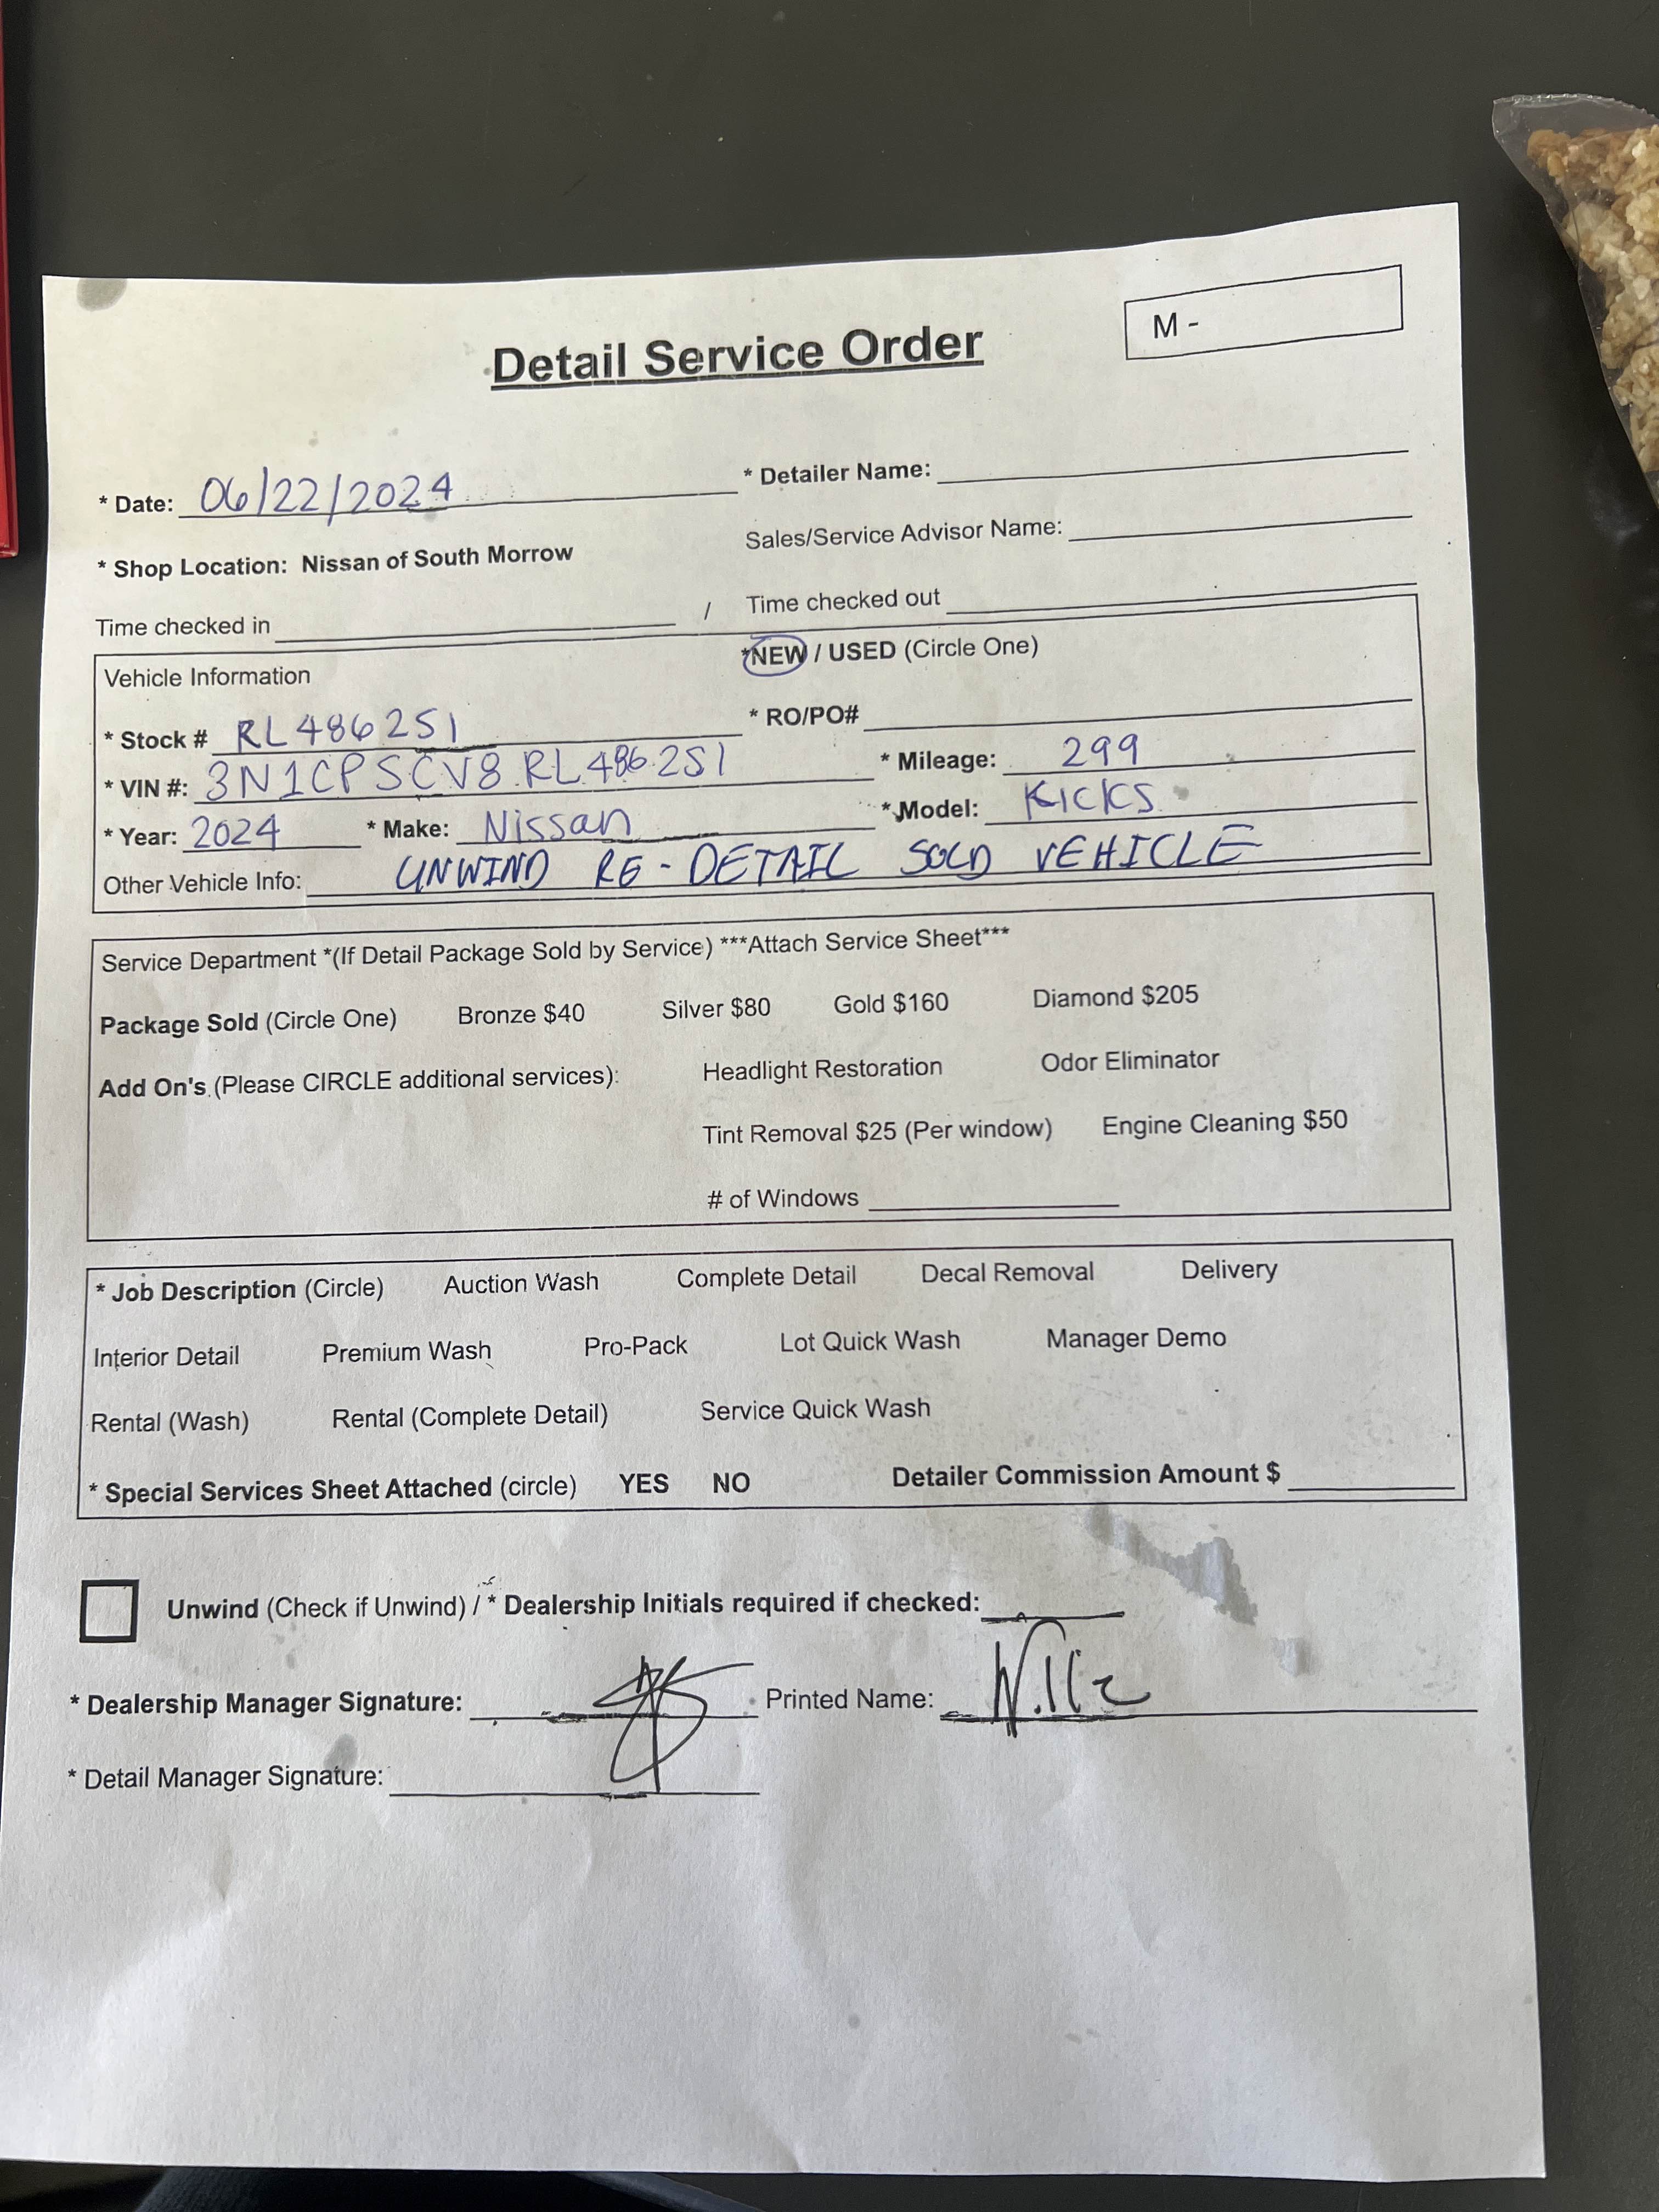 M -
Detail Service Order
* Date: 06/22/2024 * Detailer Name:
* Shop Location: Nissan of South Morrow Sales/Service Advisor Name:
Time checked in / Time checked out
Vehicle Information *NEW / USED (Circle One)
* Stock # RL486251 * RO/PO#
* VIN #: 3N1CP5CV8RL486251 * Mileage: 299
* Year: 2024 * Make: Nissan * Model: KICKS
Other Vehicle Info: UNWIND RE-DETAIL SOLD VEHICLE
Service Department *(If Detail Package Sold by Service) ***Attach Service Sheet***
Package Sold (Circle One) Bronze $40 Silver $80 Gold $160 Diamond $205
Add On's (Please CIRCLE additional services): Headlight Restoration Odor Eliminator
Tint Removal $25 (Per window) Engine Cleaning $50
# of Windows
* Job Description (Circle) Auction Wash Complete Detail Decal Removal Delivery
Interior Detail Premium Wash Pro-Pack Lot Quick Wash Manager Demo
Rental (Wash) Rental (Complete Detail) Service Quick Wash
* Special Services Sheet Attached (circle) YES NO Detailer Commission Amount $
Unwind (Check if Unwind) / * Dealership Initials required if checked:
* Dealership Manager Signature: Printed Name:
* Detail Manager Signature: